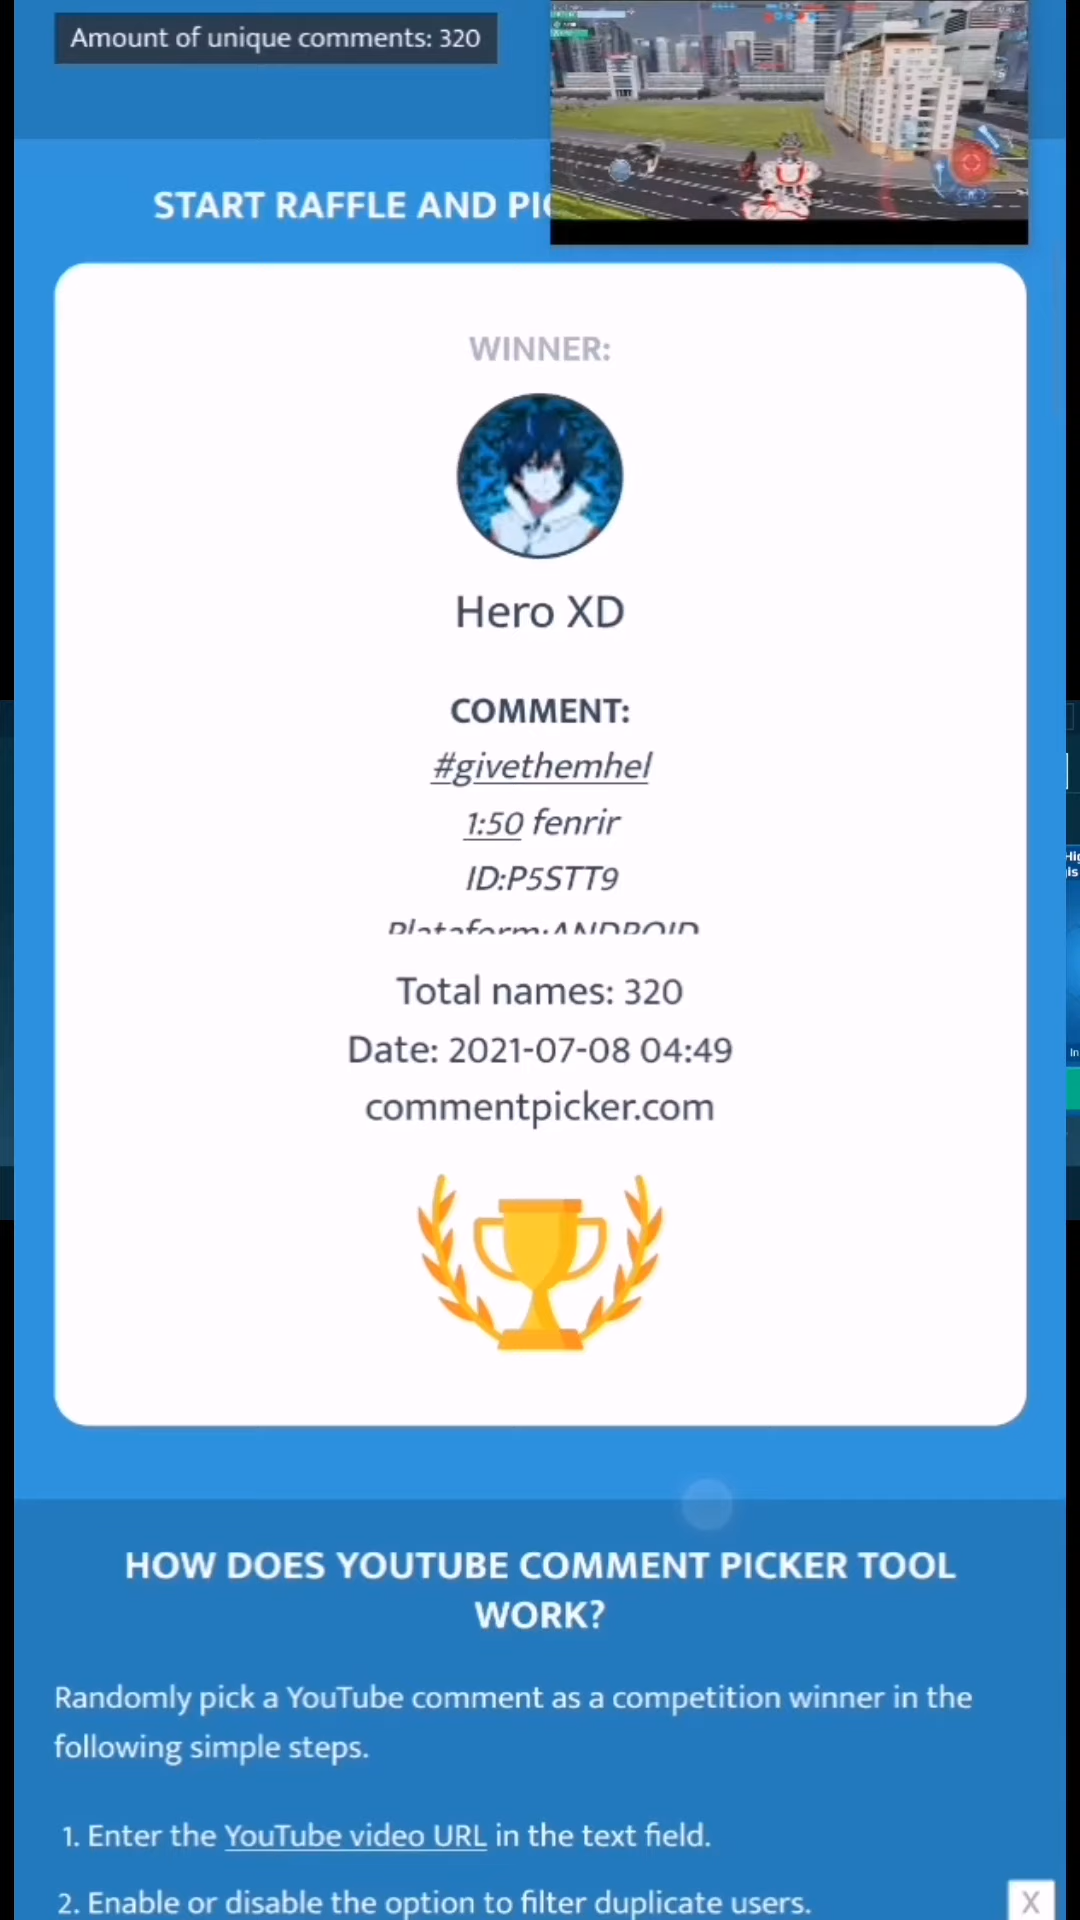 Amount of unique comments: 320
START RAFFLE AND
WINNER:
Hero XD
COMMENT:
#givethemhel
1:50 fenrir
ID:P5STT9
Plataform:ANDROID
Total names: 320
Date: 2021-07-08 04:49
commentpicker.com
HOW DOES YOUTUBE COMMENT PICKER TOOL
WORK?
Randomly pick a YouTube comment as a competition winner in the
following simple steps.
1. Enter the YouTube video URL in the text field.
2. Enable or disable the option to filter duplicate users.
X